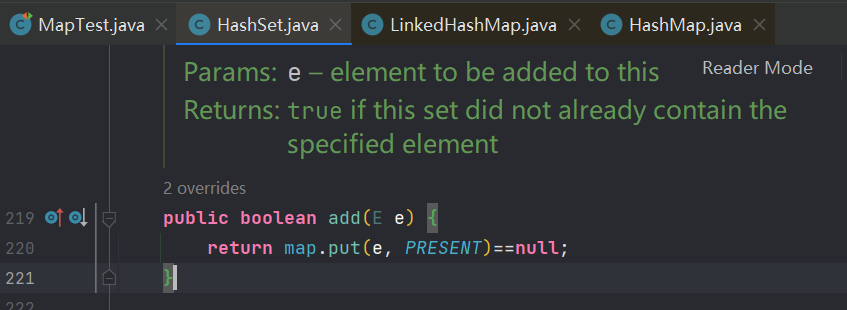 MapTest.java HashSet.java LinkedHashMap.java HashMap.java
Params: e – element to be added to this Reader Mode
Returns: true if this set did not already contain the
specified element
2 overrides
219 public boolean add(E e) {
220 return map.put(e, PRESENT)==null;
221 }
222